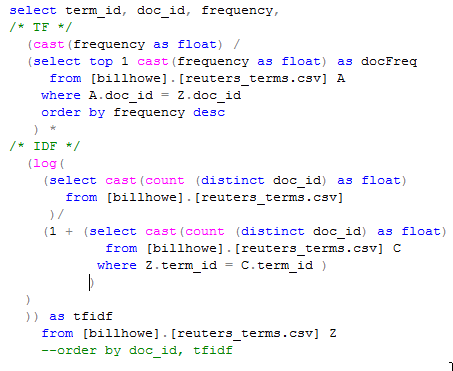 select term_id, doc_id, frequency,
/* TF */
(cast(frequency as float) /
(select top 1 cast(frequency as float) as docFreq
from [billhowe].[reuters_terms.csv] A
where A.doc_id = Z.doc_id
order by frequency desc
) *
/* IDF */
(log(
(select cast(count (distinct doc_id) as float)
from [billhowe].[reuters_terms.csv]
)/
(1 + (select cast(count (distinct doc_id) as float)
from [billhowe].[reuters_terms.csv] C
where Z.term_id = C.term_id )
)
)
)) as tfidf
from [billhowe].[reuters_terms.csv] Z
--order by doc_id, tfidf